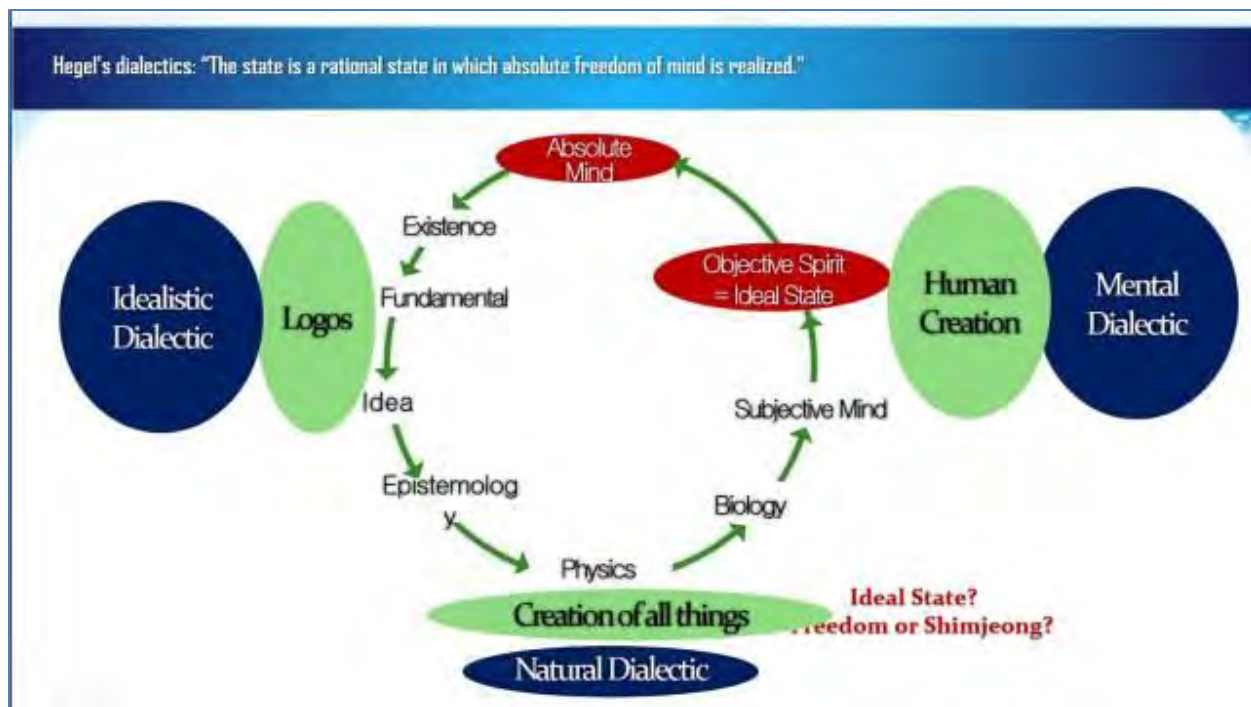 Hegel's dialectics: "The state is a rational state in which absolute freedom of mind is realized."
Absolute
Mind
Existence
Fundamental
Idea
Epistemolog
y
Physics
Biology
Subjective Mind
Objective Spirit
= Ideal State
Idealistic
Dialectic
Logos
Human
Creation
Mental
Dialectic
Creation of all things
Natural Dialectic
Ideal State?
Freedom or Shimjeong?